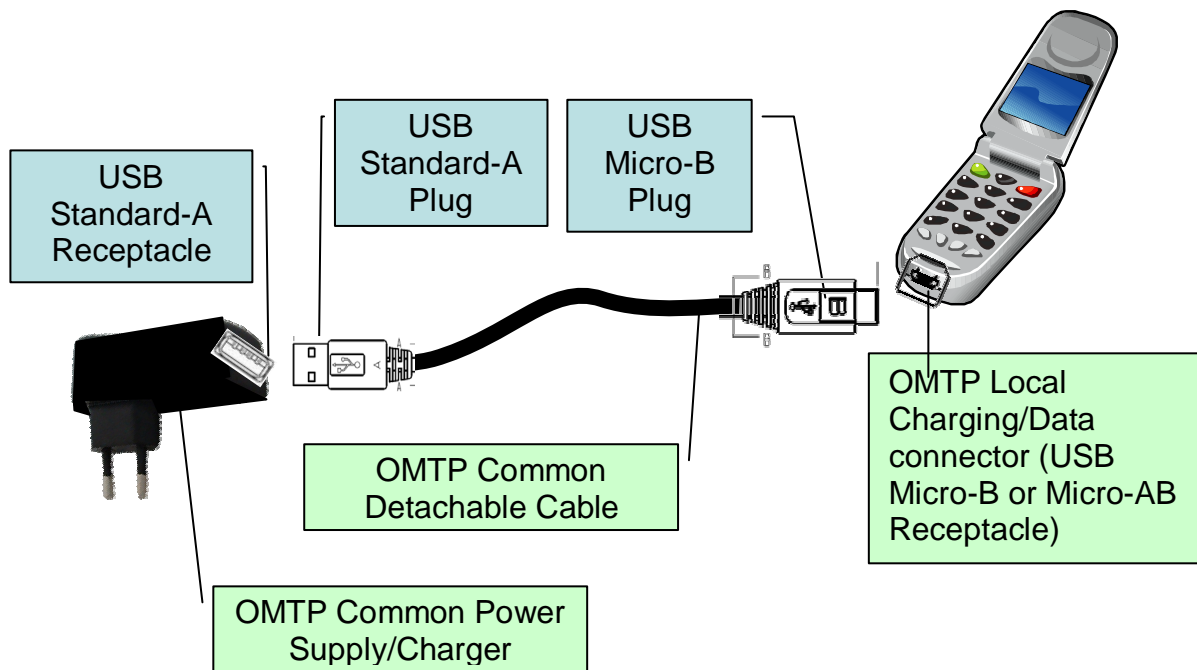 USB
Standard-A
Receptacle
USB
Standard-A
Plug
USB
Micro-B
Plug
A
A
A
B
B
B
OMTP Local
Charging/Data
connector (USB
Micro-B or Micro-AB
Receptacle)
OMTP Common
Detachable Cable
OMTP Common Power
Supply/Charger